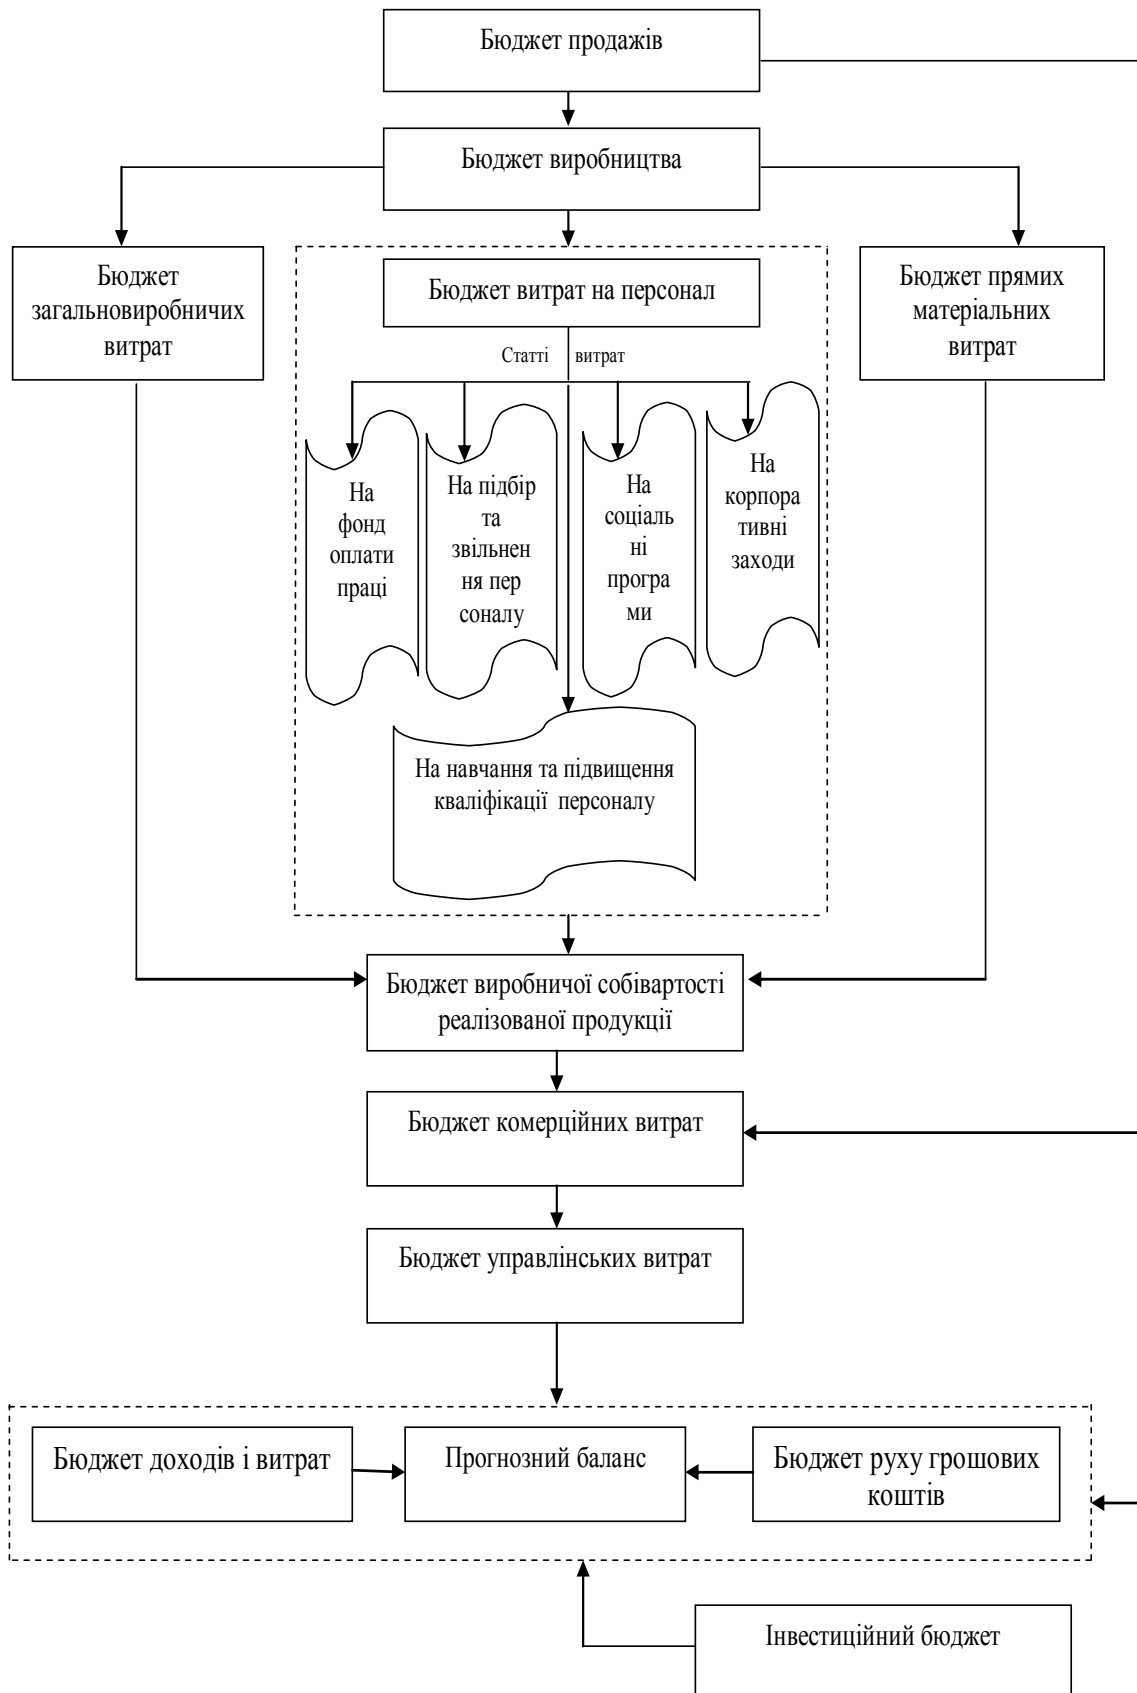 Бюджет продажів
Бюджет виробництва
Бюджет
загальновиробничих
витрат
Бюджет витрат на персонал
Бюджет прямих
матеріальних
витрат
Статті витрат
На
фонд
оплати
праці
На підбір
та
звільнен
ня пер
соналу
На
соціаль
ні
програ
ми
На
корпора
тивні
заходи
На навчання та підвищення
кваліфікації персоналу
Бюджет виробничої собівартості
реалізованої продукції
Бюджет комерційних витрат
Бюджет управлінських витрат
Бюджет доходів і витрат
Прогнозний баланс
Бюджет руху грошових
коштів
Інвестиційний бюджет